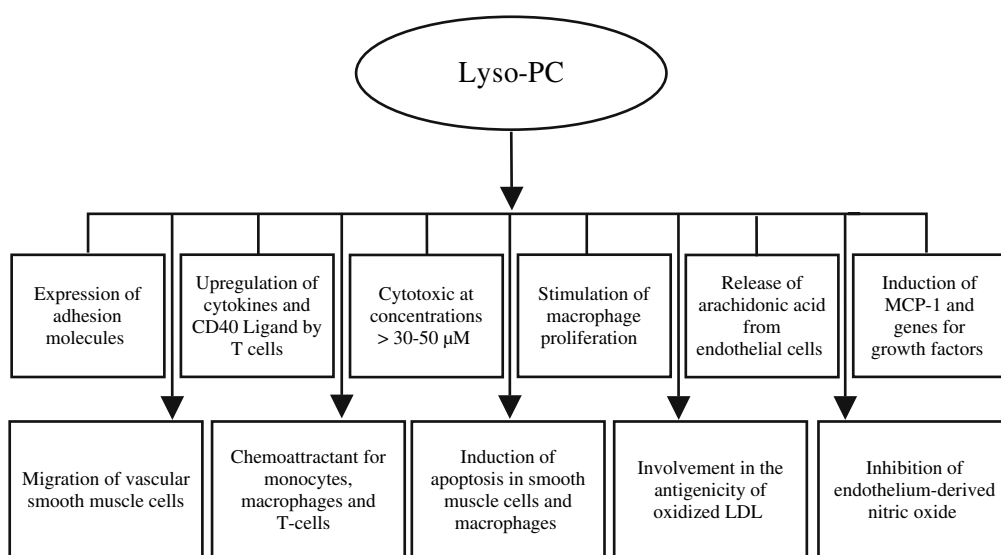 Lyso-PC
Expression of
adhesion
molecules
Upregulation of
cytokines and
CD40 Ligand by
T cells
Cytotoxic at
concentrations
> 30-50 µM
Stimulation of
macrophage
proliferation
Release of
arachidonic acid
from
endothelial cells
Induction of
MCP-1 and
genes for
growth factors
Migration of vascular
smooth muscle cells
Chemoattractant for
monocytes,
macrophages and
T-cells
Induction of
apoptosis in smooth
muscle cells and
macrophages
Involvement in the
antigenicity of
oxidized LDL
Inhibition of
endothelium-derived
nitric oxide